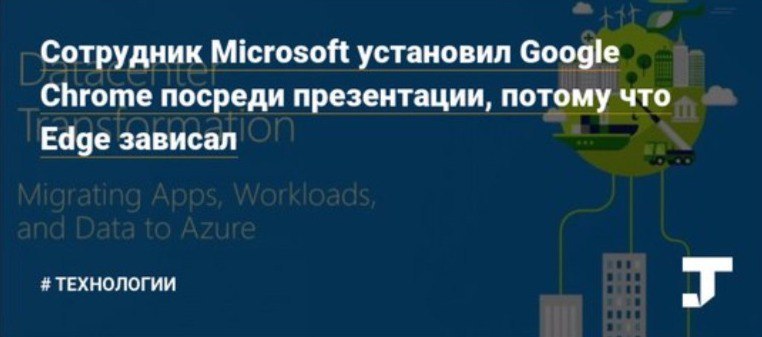 Сотрудник Microsoft установил Google
Chrome посреди презентации, потому что
Edge зависал
Datacenter
Transformation
Migrating Apps, Workloads,
and Data to Azure
# ТЕХНОЛОГИИ